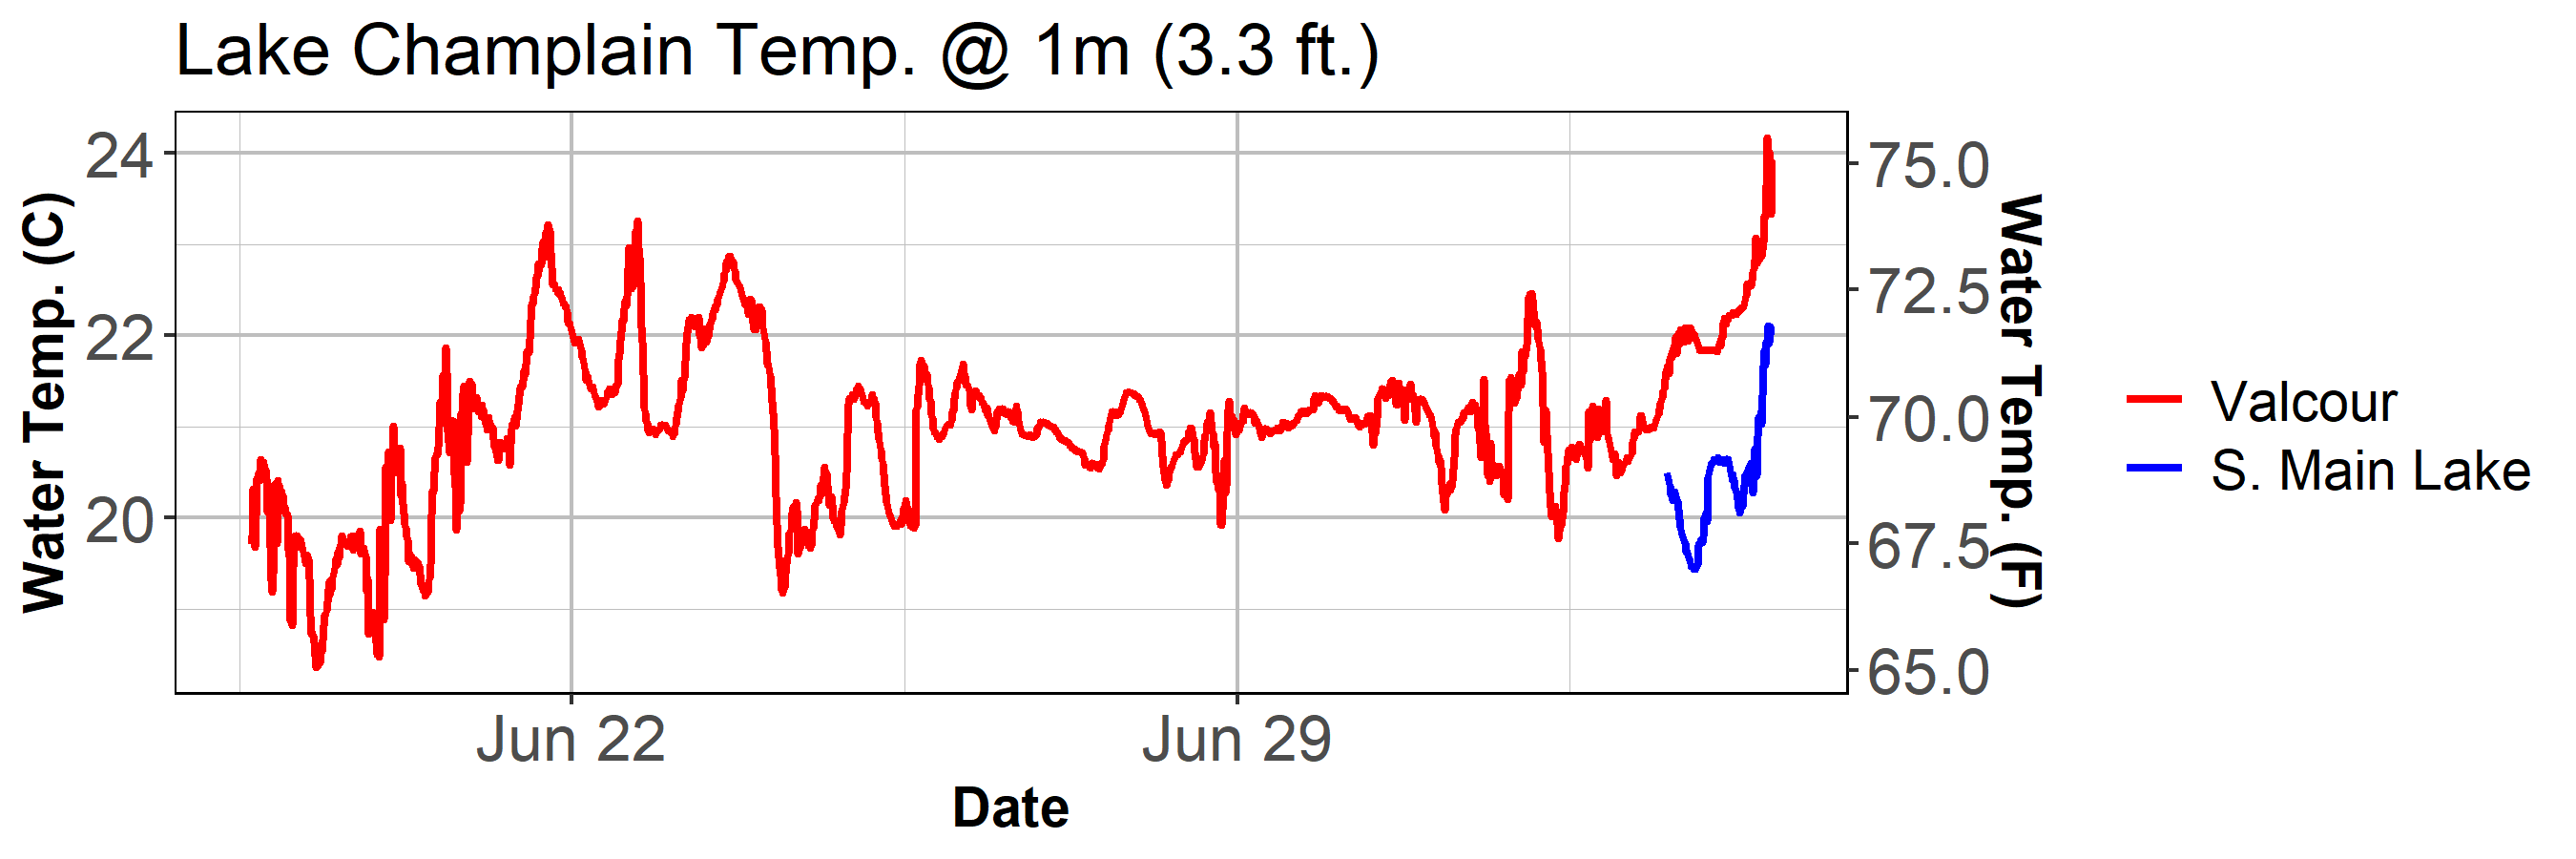 Lake Champlain Temp. @ 1m (3.3 ft.)
Water Temp. (C)
24
22
20
75.0
72.5
70.0
67.5
65.0
Water Temp. (F)
Jun 22
Jun 29
Date
Valcour
S. Main Lake